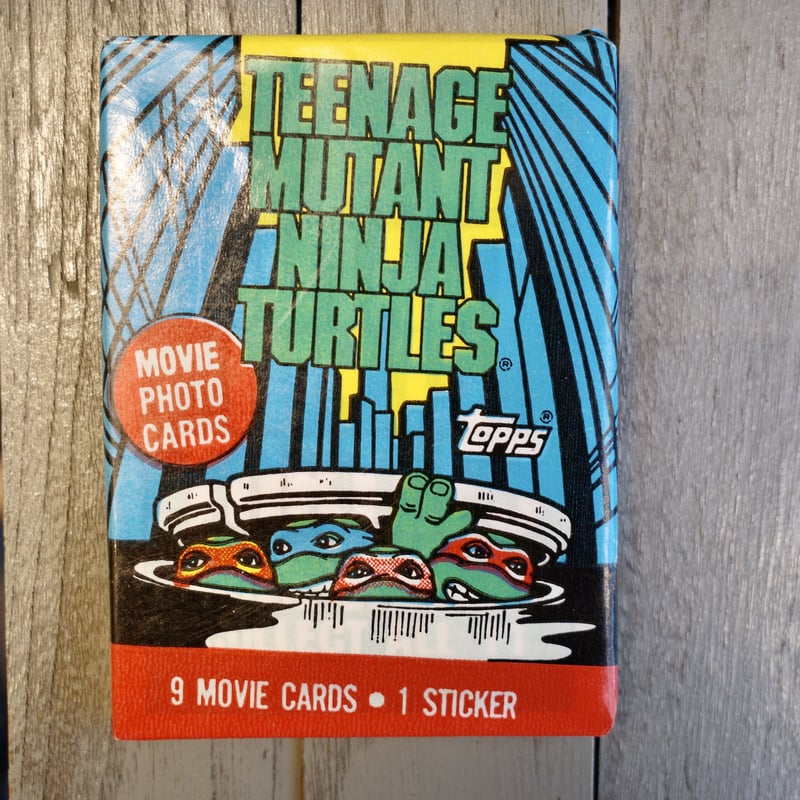 TEENAGE
MUTANT
NINJA
TURTLES®
MOVIE
PHOTO
CARDS
topps®
9 MOVIE CARDS • 1 STICKER